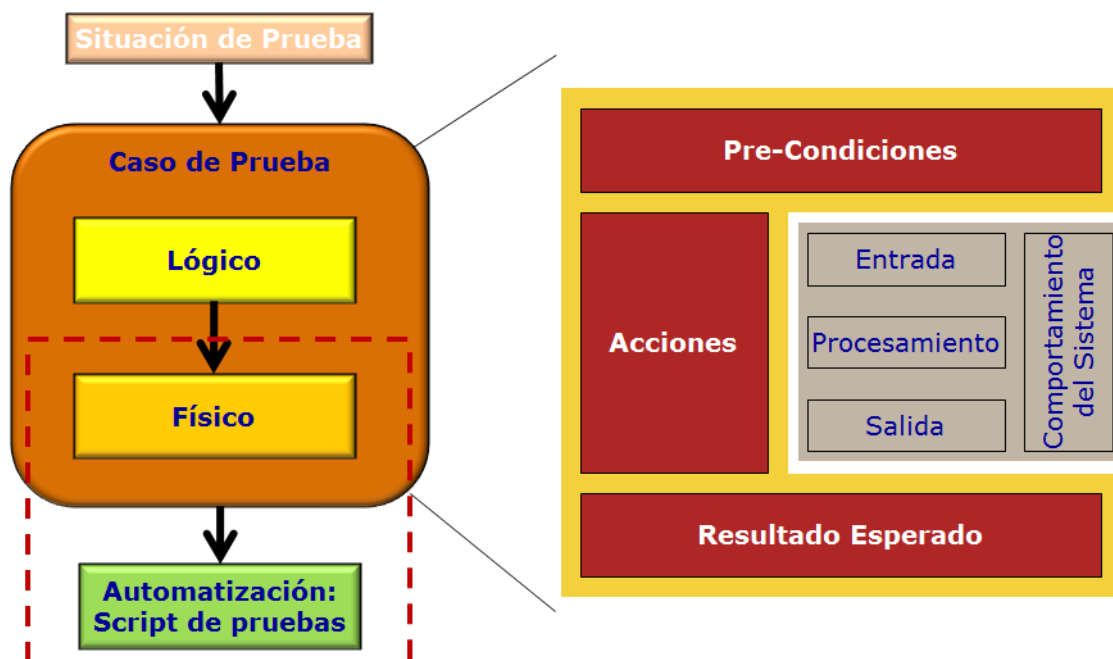 Situación de Prueba
Caso de Prueba
Lógico
Físico
Automatización:
Script de pruebas
Pre-Condiciones
Acciones
Entrada
Procesamiento
Salida
Comportamiento
del Sistema
Resultado Esperado